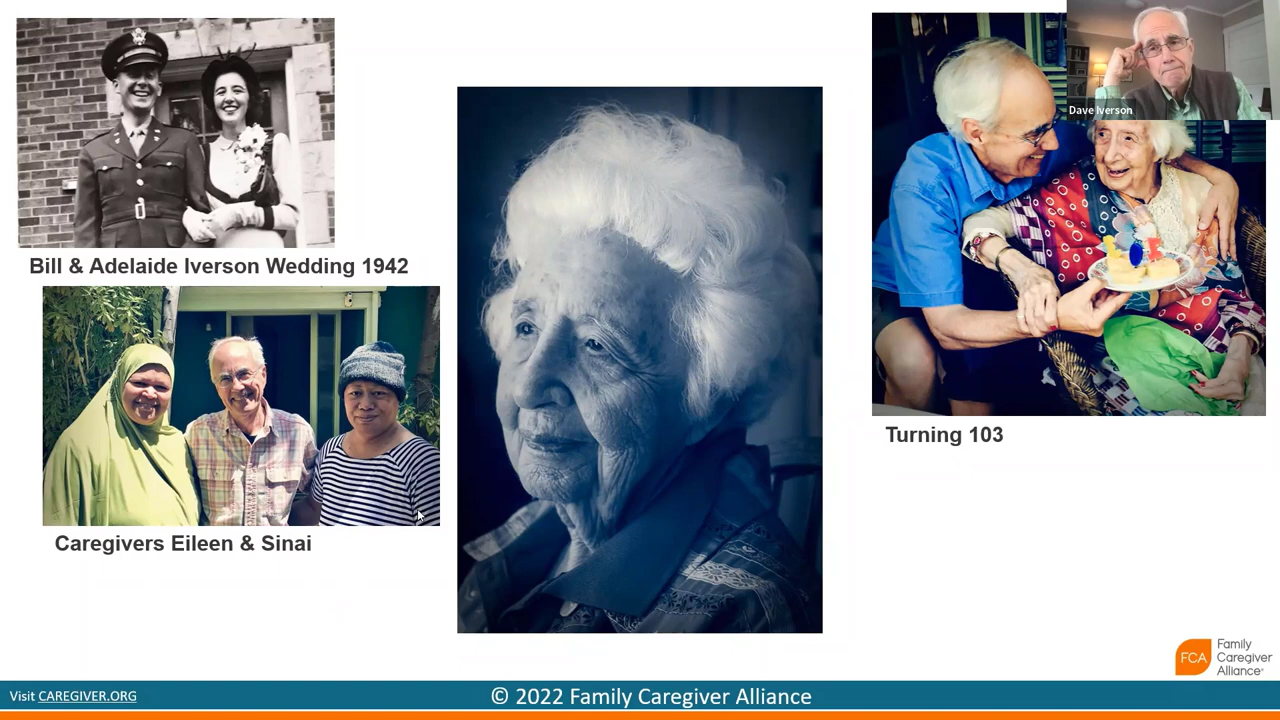 Dave Iverson
Bill & Adelaide Iverson Wedding 1942
Turning 103
Caregivers Eileen & Sinai
FCA
Family
Caregiver
Alliance
Visit CAREGIVER.ORG
© 2022 Family Caregiver Alliance